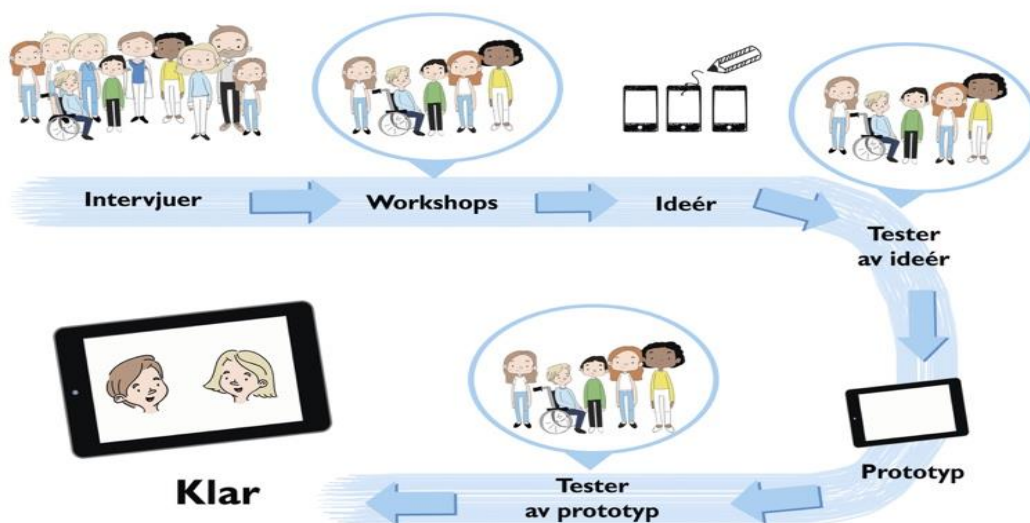 Intervjuer
Workshops
Ideér
Tester
av ideér
Prototyp
Tester
av prototyp
Klar